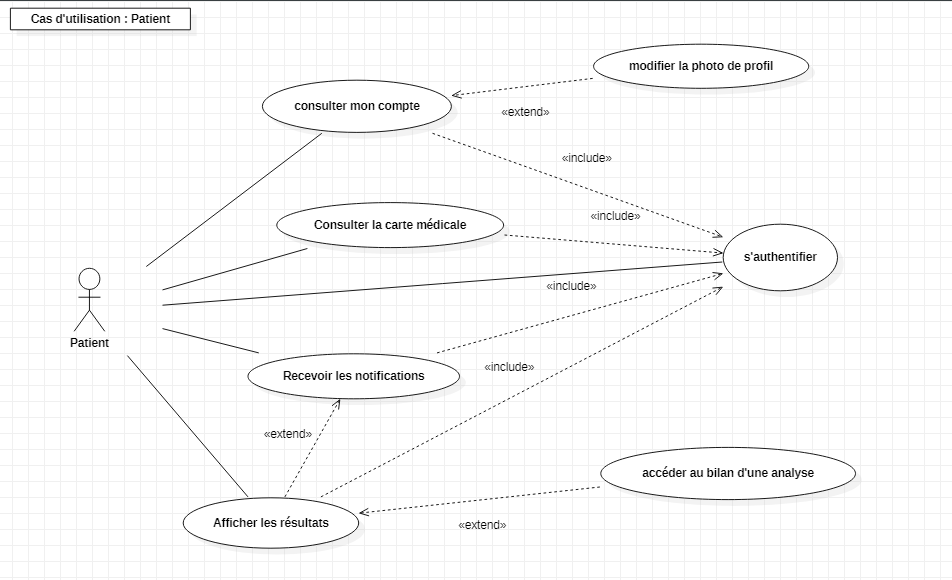 Cas d'utilisation : Patient
modifier la photo de profil
consulter mon compte
«extend»
«include»
«include»
Consulter la carte médicale
s'authentifier
«include»
Patient
«include»
Recevoir les notifications
«extend»
accéder au bilan d'une analyse
Afficher les résultats
«extend»